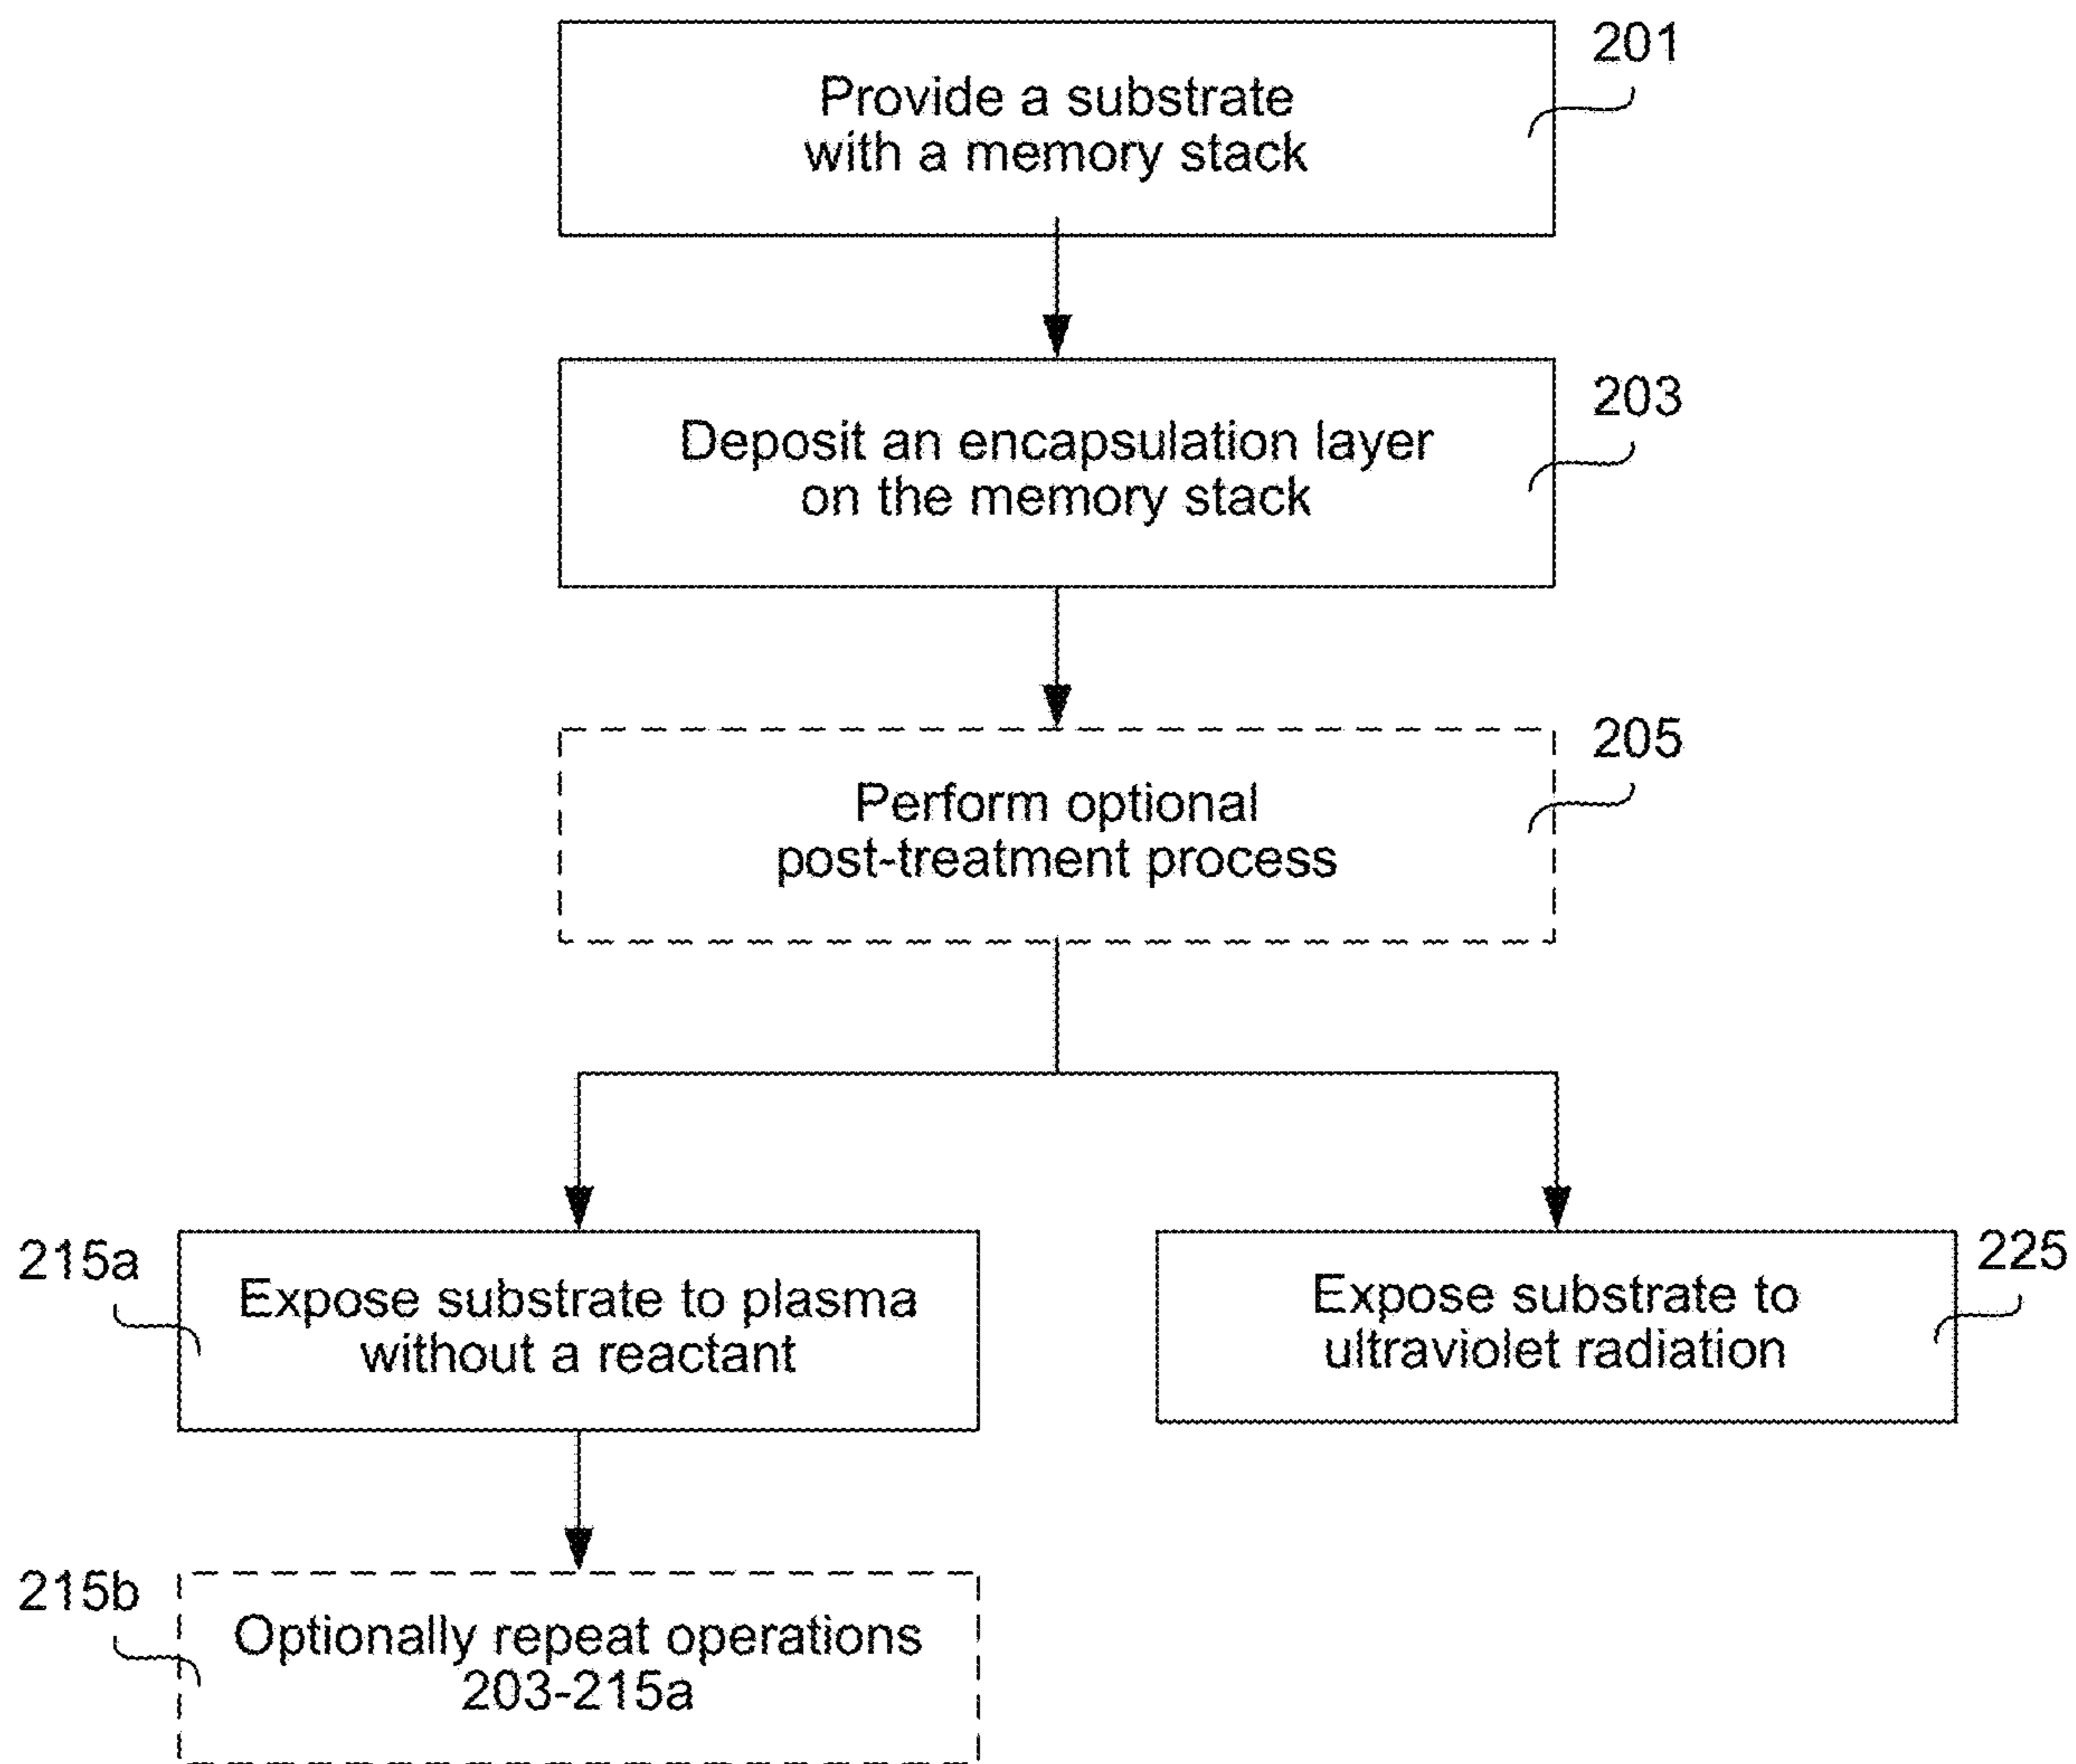 201
Provide a substrate
with a memory stack
203
Deposit an encapsulation layer
on the memory stack
205
Perform optional
post-treatment process
215a
Expose substrate to plasma
without a reactant
225
Expose substrate to
ultraviolet radiation
215b
Optionally repeat operations
203-215a